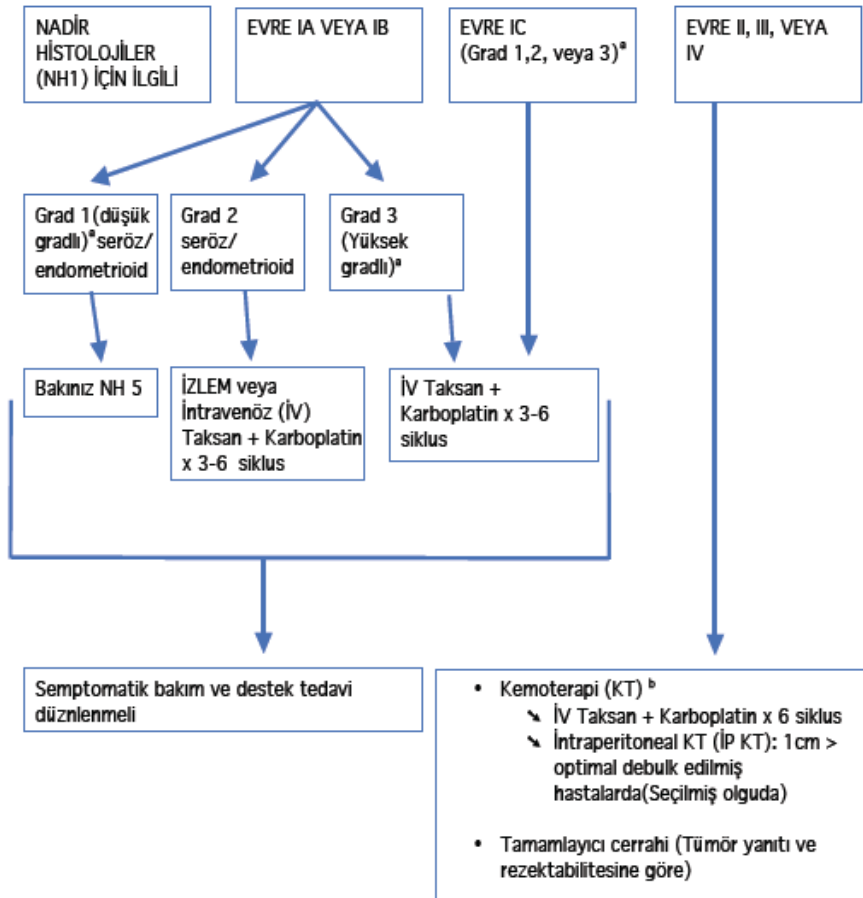 NADİR
HİSTOLOJİLER
(NH1) İÇİN İLGİLİ
EVRE IA VEYA IB
EVRE IC
(Grad 1,2, veya 3)ᵃ
EVRE II, III, VEYA
IV
Grad 1(düşük
gradlı)ᵃseröz/
endometrioid
Grad 2
seröz/
endometrioid
Grad 3
(Yüksek
gradlı)ᵃ
Bakınız NH 5
İZLEM veya
İntravenöz (İV)
Taksan + Karboplatin
x 3-6 siklus
İV Taksan +
Karboplatin x 3-6
siklus
Semptomatik bakım ve destek tedavi
düznlenmeli
• Kemoterapi (KT) ᵇ
➘ İV Taksan + Karboplatin x 6 siklus
➘ İntraperitoneal KT (İP KT): 1cm >
optimal debulk edilmiş
hastalarda(Seçilmiş olguda)
• Tamamlayıcı cerrahi (Tümör yanıtı ve
rezektabilitesine göre)